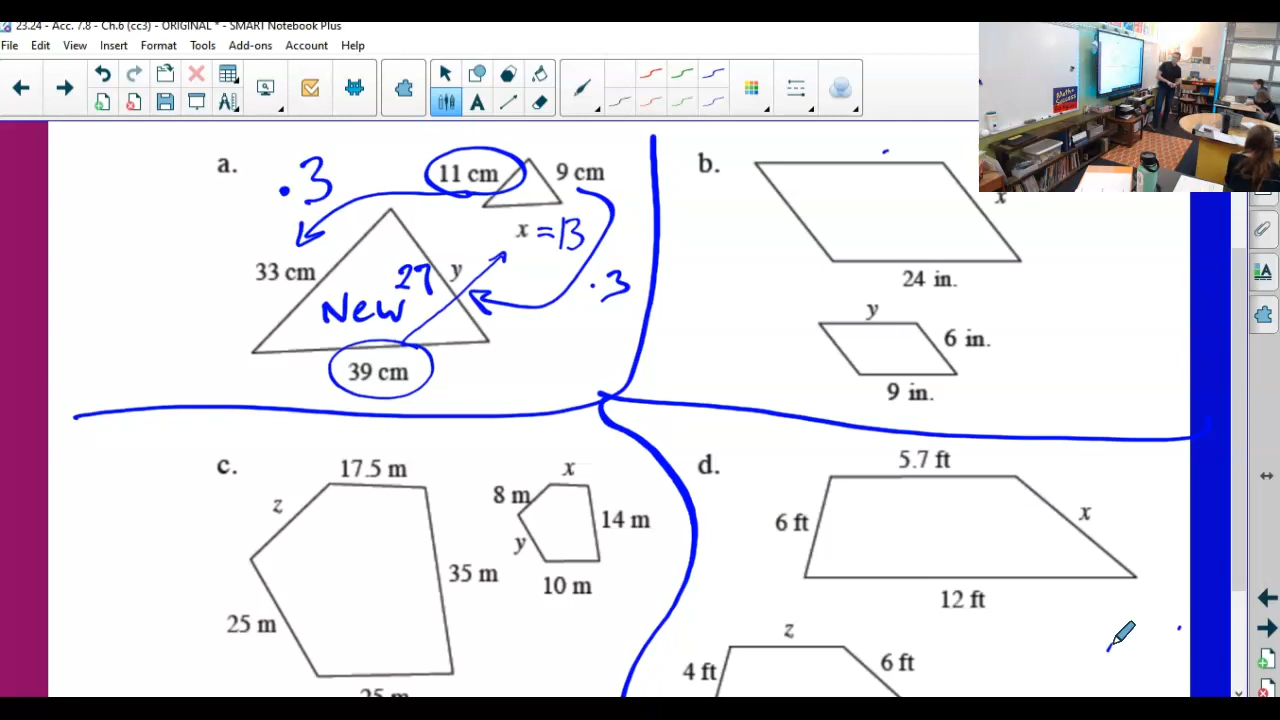 23.24 - Acc. 7.8 - Ch.6 (cc3) - ORIGINAL * - SMART Notebook Plus
File Edit View Insert Format Tools Add-ons Account Help
Math = Success
a.
.3
11 cm
9 cm
x = 13
33 cm
27
y
.3
New
39 cm
b.
x
24 in.
y
6 in.
9 in.
c.
17.5 m
z
35 m
25 m
25 m
x
8 m
14 m
y
10 m
d.
5.7 ft
6 ft
x
12 ft
z
4 ft
6 ft